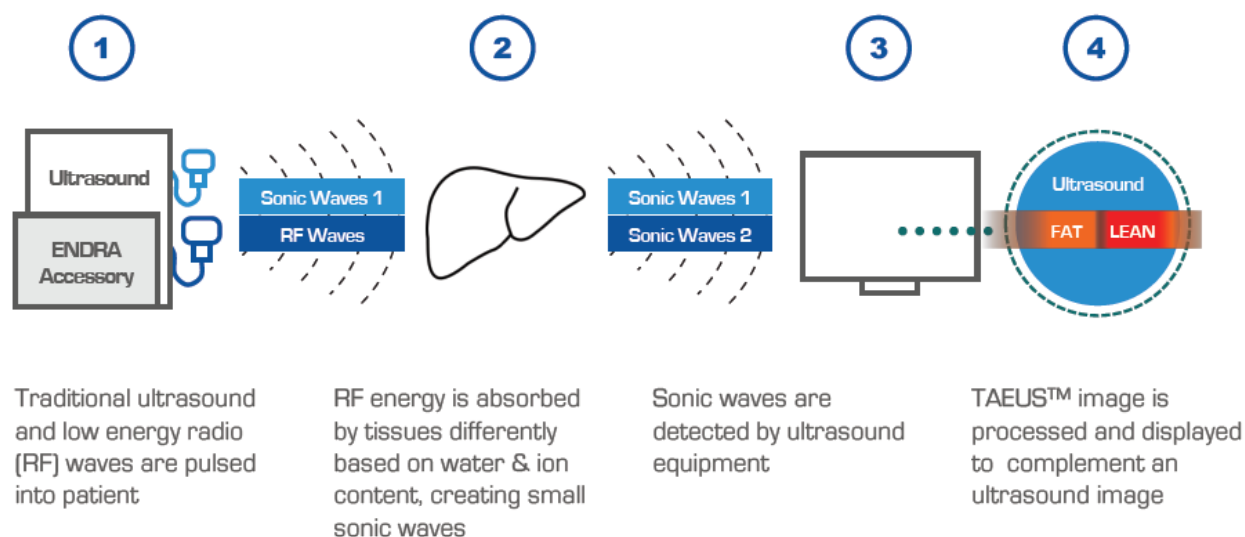 1
2
3
4
Ultrasound
ENDRA
Accessory
Sonic Waves 1
RF Waves
Sonic Waves 1
Sonic Waves 2
Ultrasound
FAT LEAN
Traditional ultrasound
and low energy radio
(RF) waves are pulsed
into patient
RF energy is absorbed
by tissues differently
based on water & ion
content, creating small
sonic waves
Sonic waves are
detected by ultrasound
equipment
TAEUS™ image is
processed and displayed
to complement an
ultrasound image